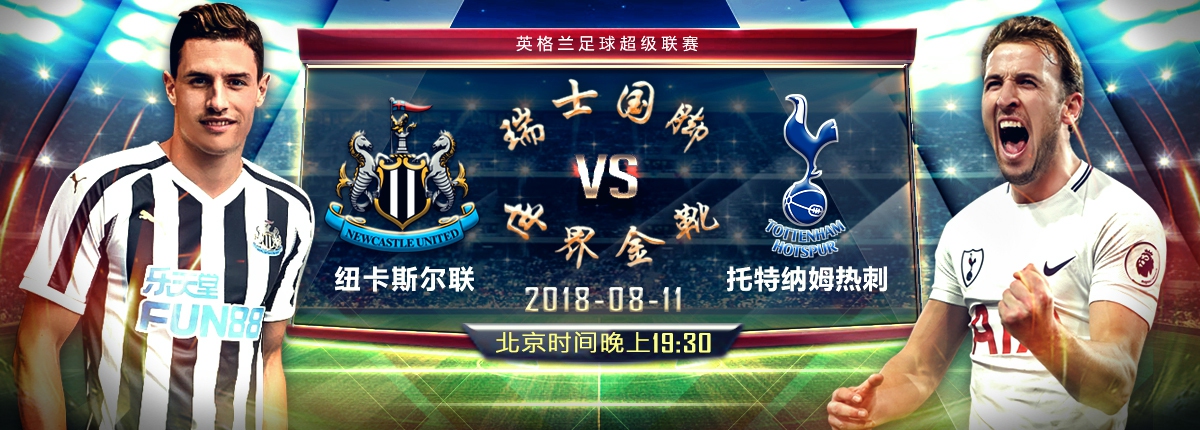 英格兰足球超级联赛
瑞士国脚
VS
世界金靴
NEWCASTLE UNITED
TOTTENHAM
HOTSPUR
纽卡斯尔联
托特纳姆热刺
2018-08-11
北京时间晚上19:30
乐天堂
FUN88